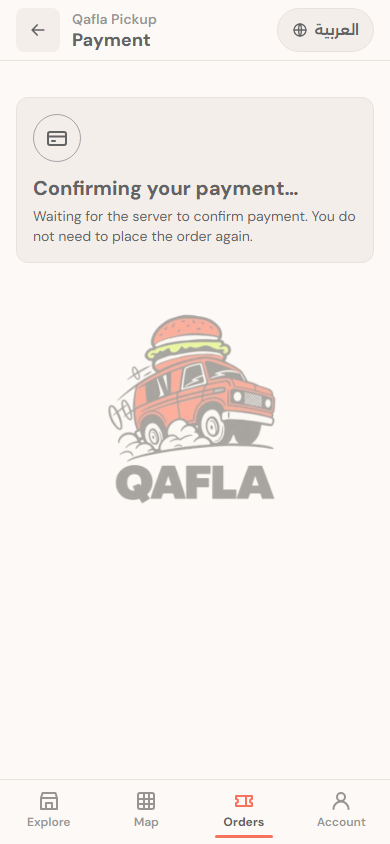 Qafla Pickup
Payment
العربية
Confirming your payment…
Waiting for the server to confirm payment. You do
not need to place the order again.
QAFLA
Explore
Map
Orders
Account